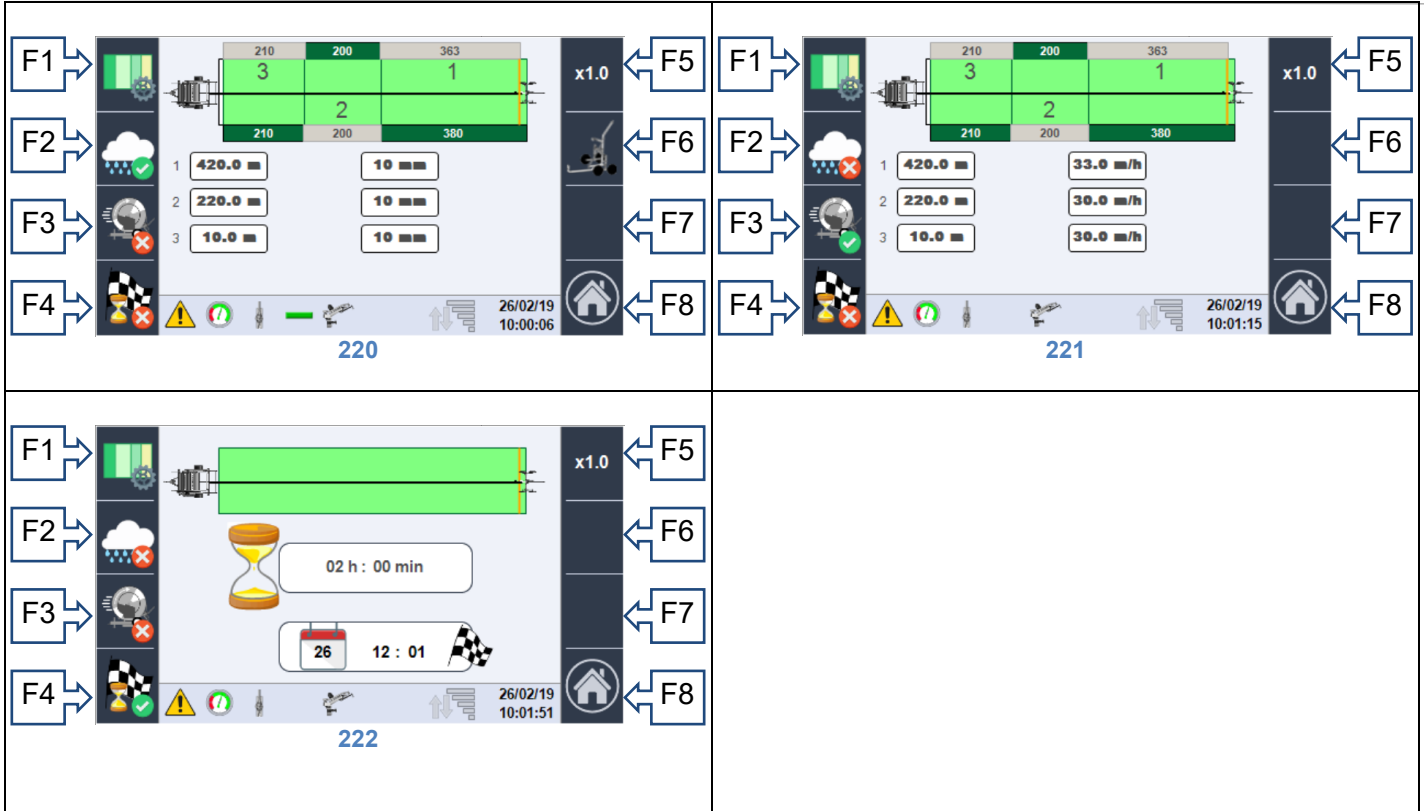 210 200 363
F1 3 1 x1.0 F5
2
F2 210 200 380 F6
1 420.0 m 10 mm
2 220.0 m 10 mm
F3 3 10.0 m 10 mm F7
F4 26/02/19 F8
10:00:06
220
210 200 363
F1 3 1 x1.0 F5
2
F2 210 200 380 F6
1 420.0 m 33.0 m/h
2 220.0 m 30.0 m/h
F3 3 10.0 m 30.0 m/h F7
F4 26/02/19 F8
10:01:15
221
F1 x1.0 F5
F2 F6
02 h : 00 min
F3 F7
26 12 : 01
F4 26/02/19 F8
10:01:51
222